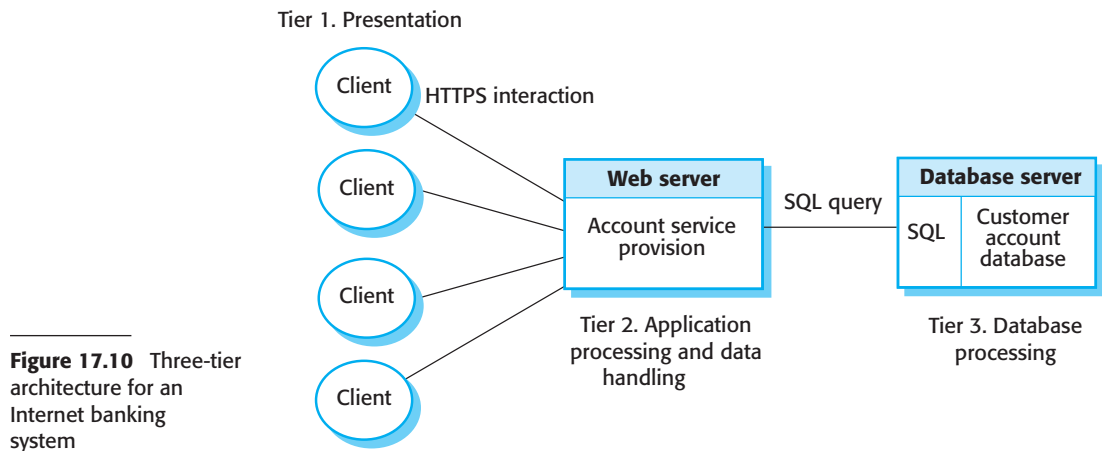 Tier 1. Presentation
Client
HTTPS interaction
Client
Client
Client
Web server
Account service
provision
SQL query
Database server
SQL
Customer
account
database
Tier 2. Application
processing and data
handling
Tier 3. Database
processing
Figure 17.10 Three-tier
architecture for an
Internet banking
system